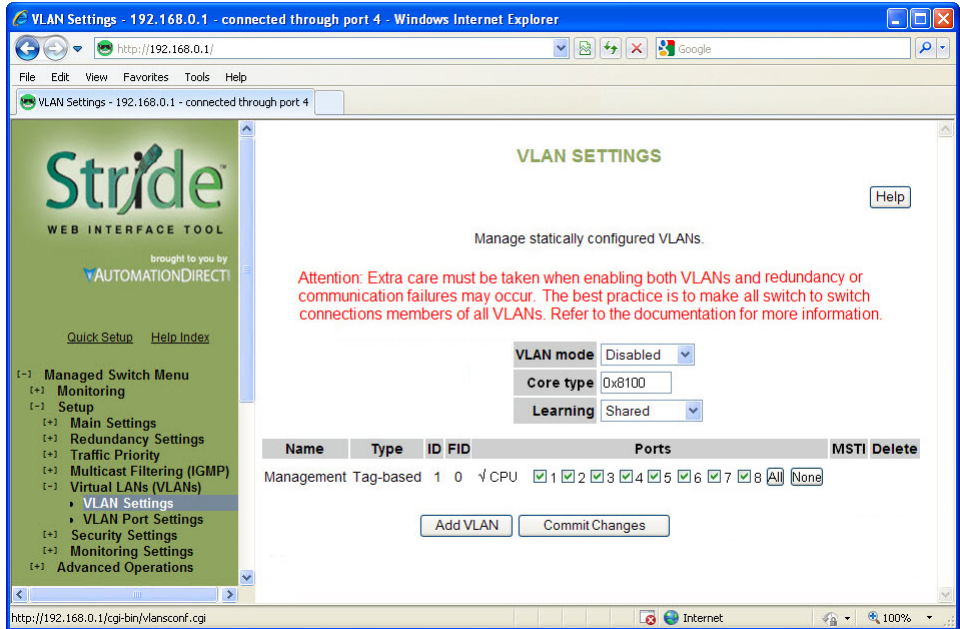 VLAN Settings - 192.168.0.1 - connected through port 4 - Windows Internet Explorer
http://192.168.0.1/
Google
File Edit View Favorites Tools Help
VLAN Settings - 192.168.0.1 - connected through port 4
Stride™
WEB INTERFACE TOOL
brought to you by
AUTOMATIONDIRECT
Quick Setup Help Index
[-] Managed Switch Menu
[+] Monitoring
[-] Setup
[+] Main Settings
[+] Redundancy Settings
[+] Traffic Priority
[+] Multicast Filtering (IGMP)
[-] Virtual LANs (VLANs)
VLAN Settings
VLAN Port Settings
[+] Security Settings
[+] Monitoring Settings
[+] Advanced Operations
VLAN SETTINGS
Help
Manage statically configured VLANs.
Attention: Extra care must be taken when enabling both VLANs and redundancy or
communication failures may occur. The best practice is to make all switch to switch
connections members of all VLANs. Refer to the documentation for more information.
VLAN mode Disabled
Core type 0x8100
Learning Shared
Name Type ID FID Ports MSTI Delete
Management Tag-based 1 0 √ CPU 1 2 3 4 5 6 7 8 All None
Add VLAN Commit Changes
http://192.168.0.1/cgi-bin/vlansconf.cgi
Internet
100%